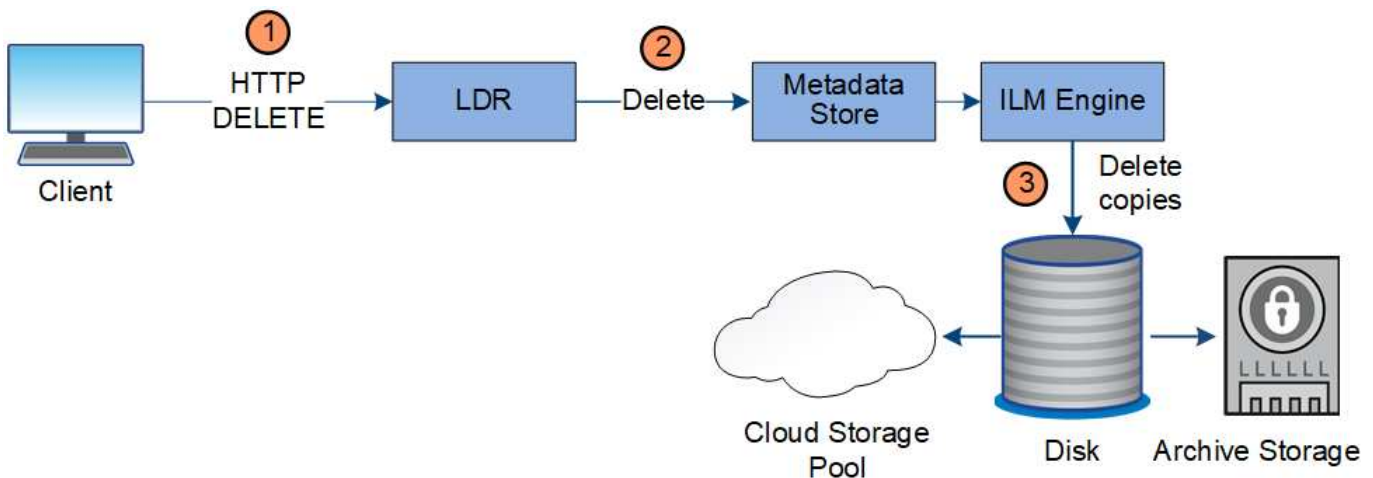 1
HTTP
DELETE
Client
LDR
2
Delete
Metadata
Store
ILM Engine
3
Delete
copies
Cloud Storage
Pool
Disk
Archive Storage
LLLLLL